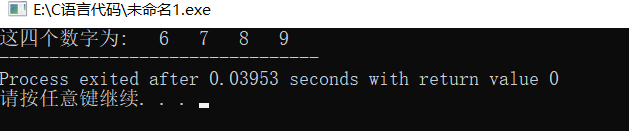 E:\C语言代码\未命名1.exe
这四个数字为:   6   7   8   9
--------------------------------
Process exited after 0.03953 seconds with return value 0
请按任意键继续. . .